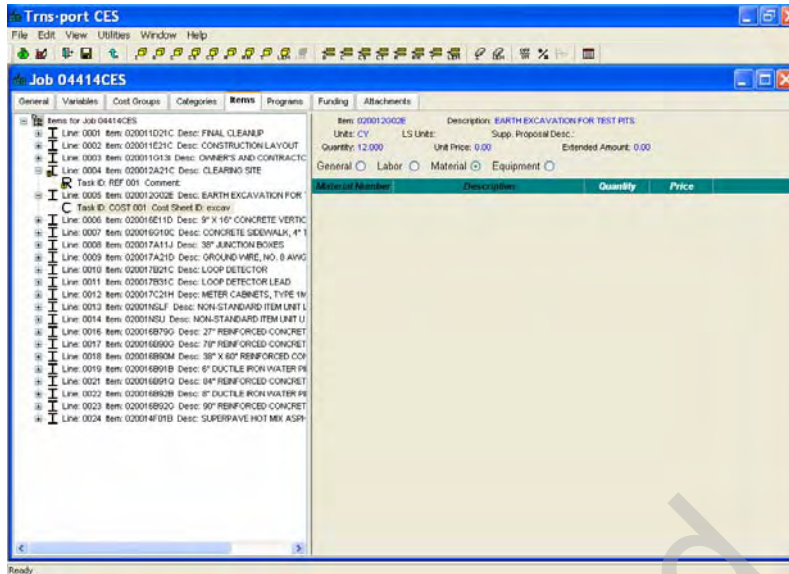 Trns·port CES
File Edit View Utilities Window Help
Job 04414CES
General Variables Cost Groups Categories Items Programs Funding Attachments
Items for Job 04414CES
Line: 0001 Item: 020011D21C Desc: FINAL CLEANUP
Line: 0002 Item: 020011E21C Desc: CONSTRUCTION LAYOUT
Line: 0003 Item: 020011G13I Desc: OWNER'S AND CONTRACTO
Line: 0004 Item: 020012A21C Desc: CLEARING SITE
Task ID: REF 001 Comment:
Line: 0005 Item: 020012G02E Desc: EARTH EXCAVATION FOR
Task ID: COST 001 Cost Sheet ID: excav
Line: 0006 Item: 020016E11D Desc: 9" X 16" CONCRETE VERTIC
Line: 0007 Item: 020016G10C Desc: CONCRETE SIDEWALK, 4" T
Line: 0008 Item: 020017A11J Desc: 38" JUNCTION BOXES
Line: 0009 Item: 020017A21D Desc: GROUND WIRE, NO. 8 AWG
Line: 0010 Item: 020017B21C Desc: LOOP DETECTOR
Line: 0011 Item: 020017B31C Desc: LOOP DETECTOR LEAD
Line: 0012 Item: 020017C21H Desc: METER CABINETS, TYPE 1M
Line: 0013 Item: 02001NSLF Desc: NON-STANDARD ITEM UNIT L
Line: 0014 Item: 02001NSU Desc: NON-STANDARD ITEM UNIT U
Line: 0016 Item: 020016B79G Desc: 27" REINFORCED CONCRET
Line: 0017 Item: 020016B90G Desc: 78" REINFORCED CONCRET
Line: 0018 Item: 020016B90M Desc: 38" X 60" REINFORCED CON
Line: 0019 Item: 020016B91B Desc: 6" DUCTILE IRON WATER PI
Line: 0021 Item: 020016B91G Desc: 84" REINFORCED CONCRET
Line: 0022 Item: 020016B92B Desc: 8" DUCTILE IRON WATER PI
Line: 0023 Item: 020016B92G Desc: 90" REINFORCED CONCRET
Line: 0024 Item: 020014F01B Desc: SUPERPAVE HOT MIX ASPH
Item: 020012G02E Description: EARTH EXCAVATION FOR TEST PITS
Units: CY LS Units: Supp. Proposal Desc.:
Quantity: 12.000 Unit Price: 0.00 Extended Amount: 0.00
General Labor Material Equipment
Material Number Description Quantity Price
Ready